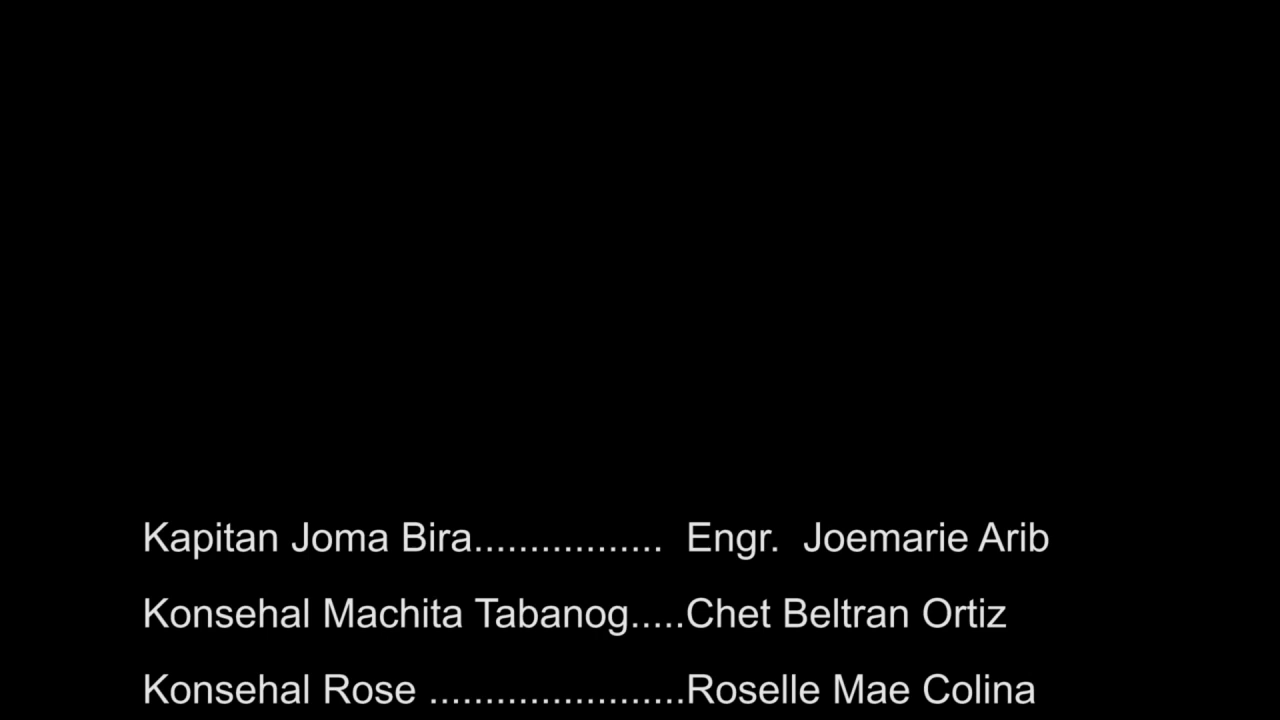 Kapitan Joma Bira................. Engr. Joemarie Arib
Konsehal Machita Tabanog.....Chet Beltran Ortiz
Konsehal Rose .......................Roselle Mae Colina